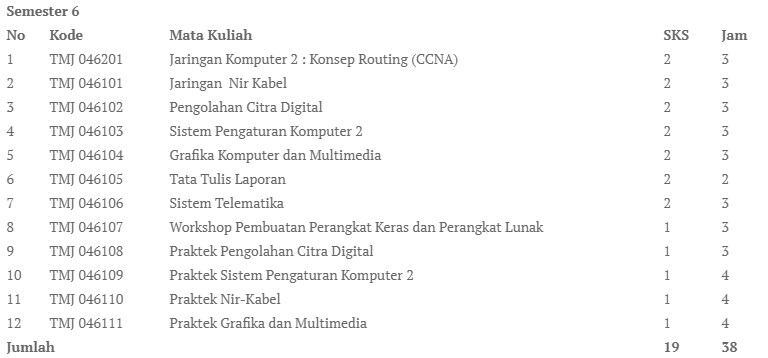 Semester 6
No Kode Mata Kuliah SKS Jam
1 TMJ 046201 Jaringan Komputer 2 : Konsep Routing (CCNA) 2 3
2 TMJ 046101 Jaringan Nir Kabel 2 3
3 TMJ 046102 Pengolahan Citra Digital 2 3
4 TMJ 046103 Sistem Pengaturan Komputer 2 2 3
5 TMJ 046104 Grafika Komputer dan Multimedia 2 3
6 TMJ 046105 Tata Tulis Laporan 2 2
7 TMJ 046106 Sistem Telematika 2 3
8 TMJ 046107 Workshop Pembuatan Perangkat Keras dan Perangkat Lunak 1 3
9 TMJ 046108 Praktek Pengolahan Citra Digital 1 3
10 TMJ 046109 Praktek Sistem Pengaturan Komputer 2 1 4
11 TMJ 046110 Praktek Nir-Kabel 1 4
12 TMJ 046111 Praktek Grafika dan Multimedia 1 4
Jumlah 19 38